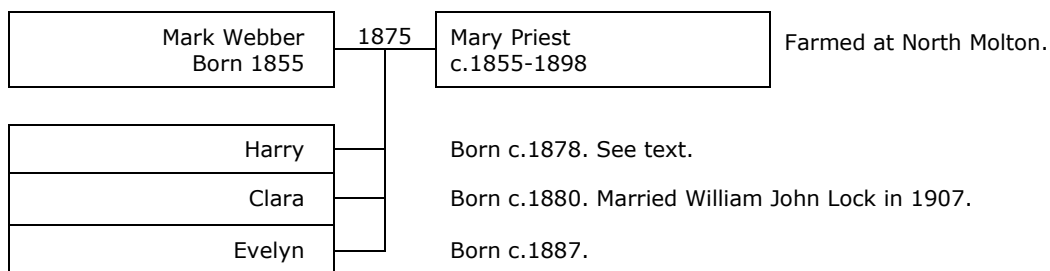 Mark Webber
Born 1855
1875
Mary Priest
c.1855-1898
Farmed at North Molton.
Harry
Born c.1878. See text.
Clara
Born c.1880. Married William John Lock in 1907.
Evelyn
Born c.1887.